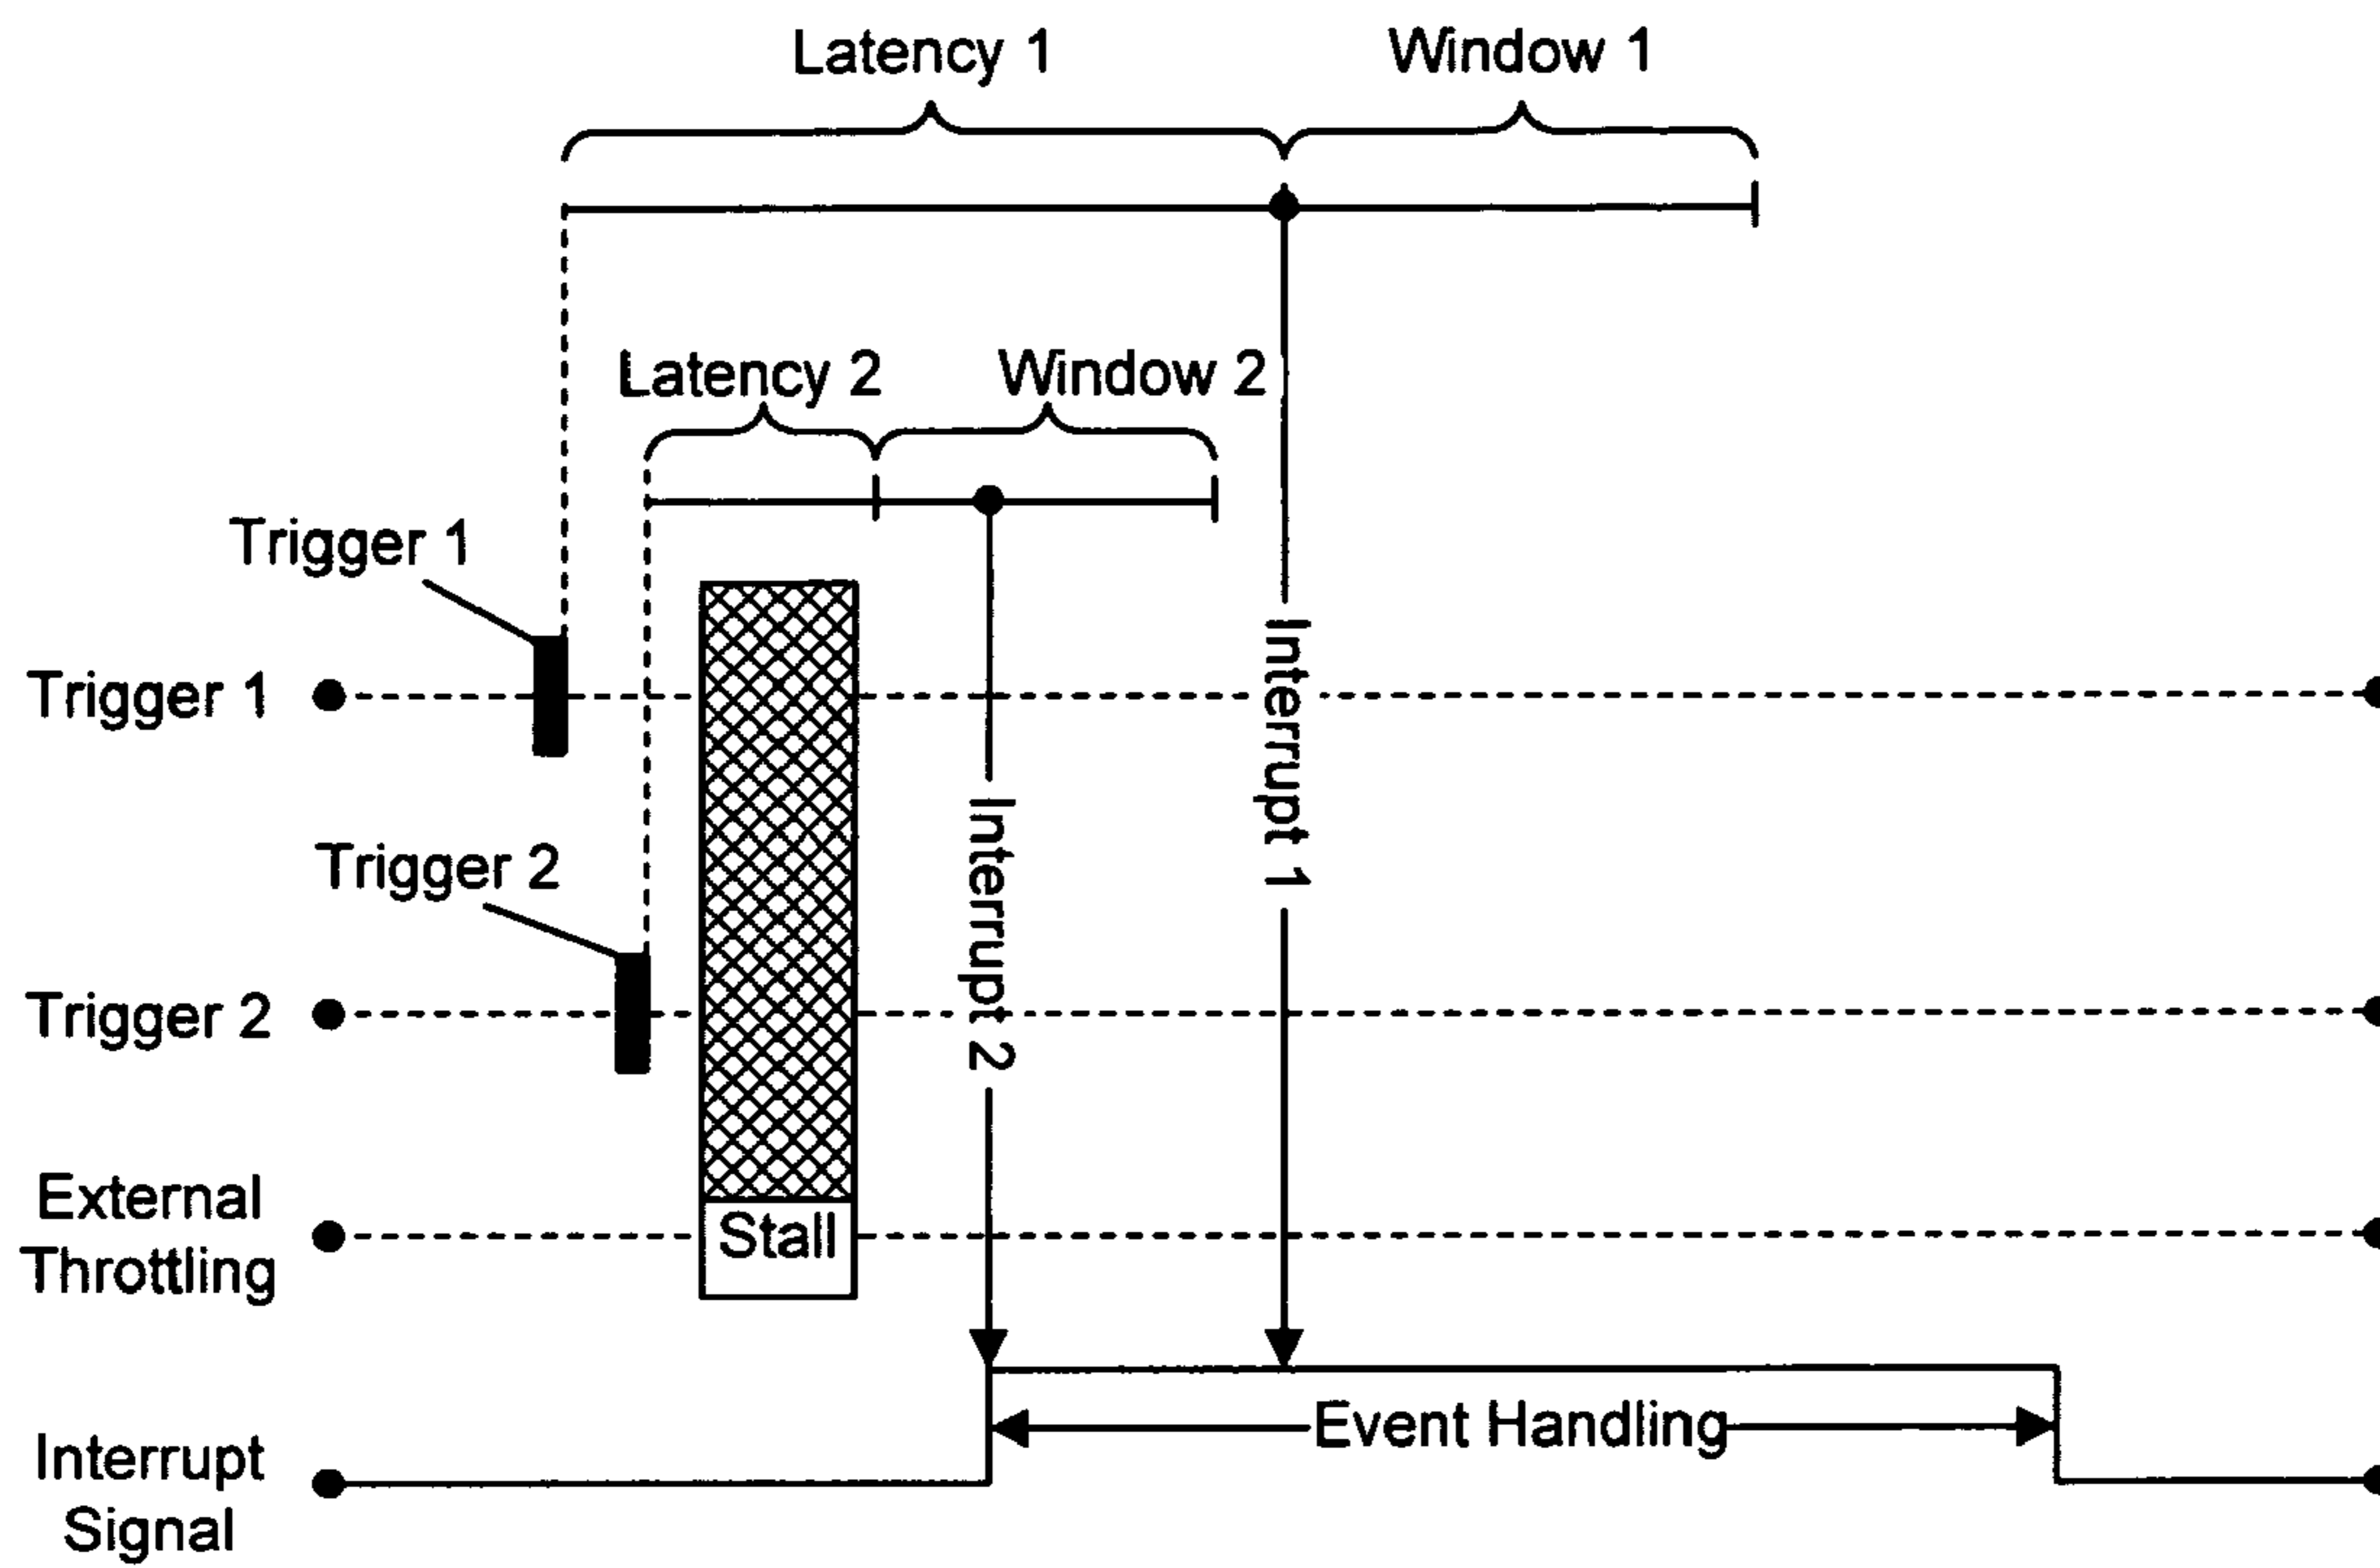 Latency 1
Window 1
Latency 2
Window 2
Trigger 1
Trigger 1
Interrupt 1
Interrupt 2
Trigger 2
Trigger 2
External
Throttling
Stall
Event Handling
Interrupt
Signal